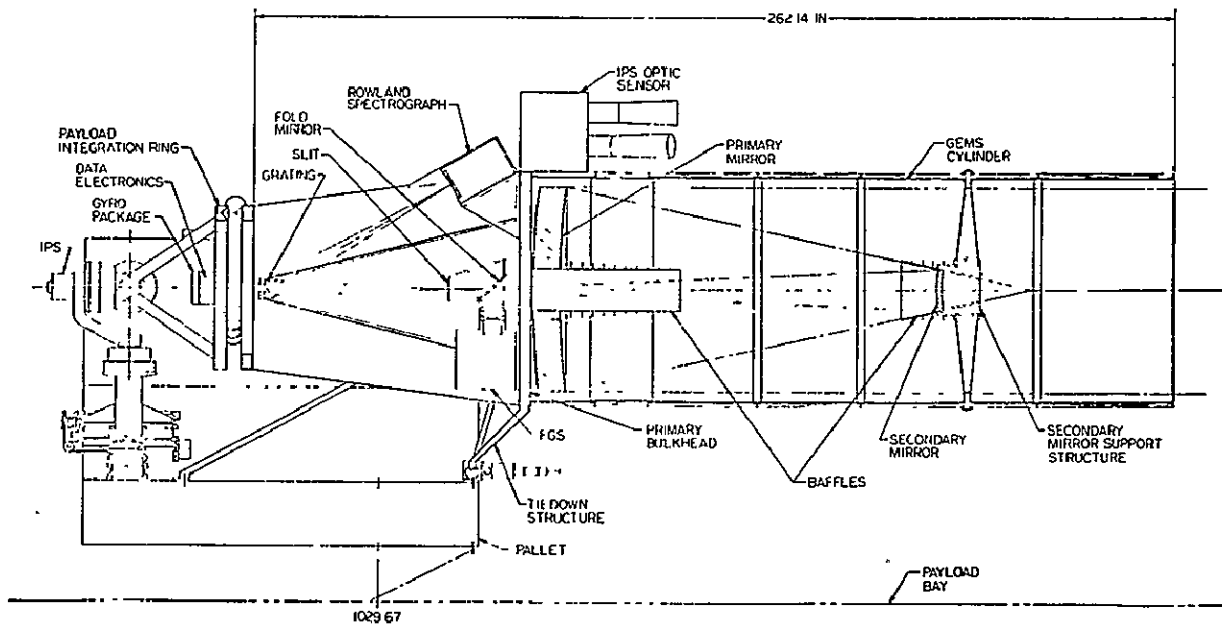 262 14 IN
IPS OPTIC
SENSOR
ROWLAND
SPECTROGRAPH
FOLD
MIRROR
PAYLOAD
INTEGRATION RING
SLIT
PRIMARY
MIRROR
GEMS
CYLINDER
DATA
ELECTRONICS
GRATING
GYRO
PACKAGE
IPS
FGS
PRIMARY
BULKHEAD
SECONDARY
MIRROR
SECONDARY
MIRROR SUPPORT
STRUCTURE
BAFFLES
TIEDOWN
STRUCTURE
PALLET
PAYLOAD
BAY
1029 67